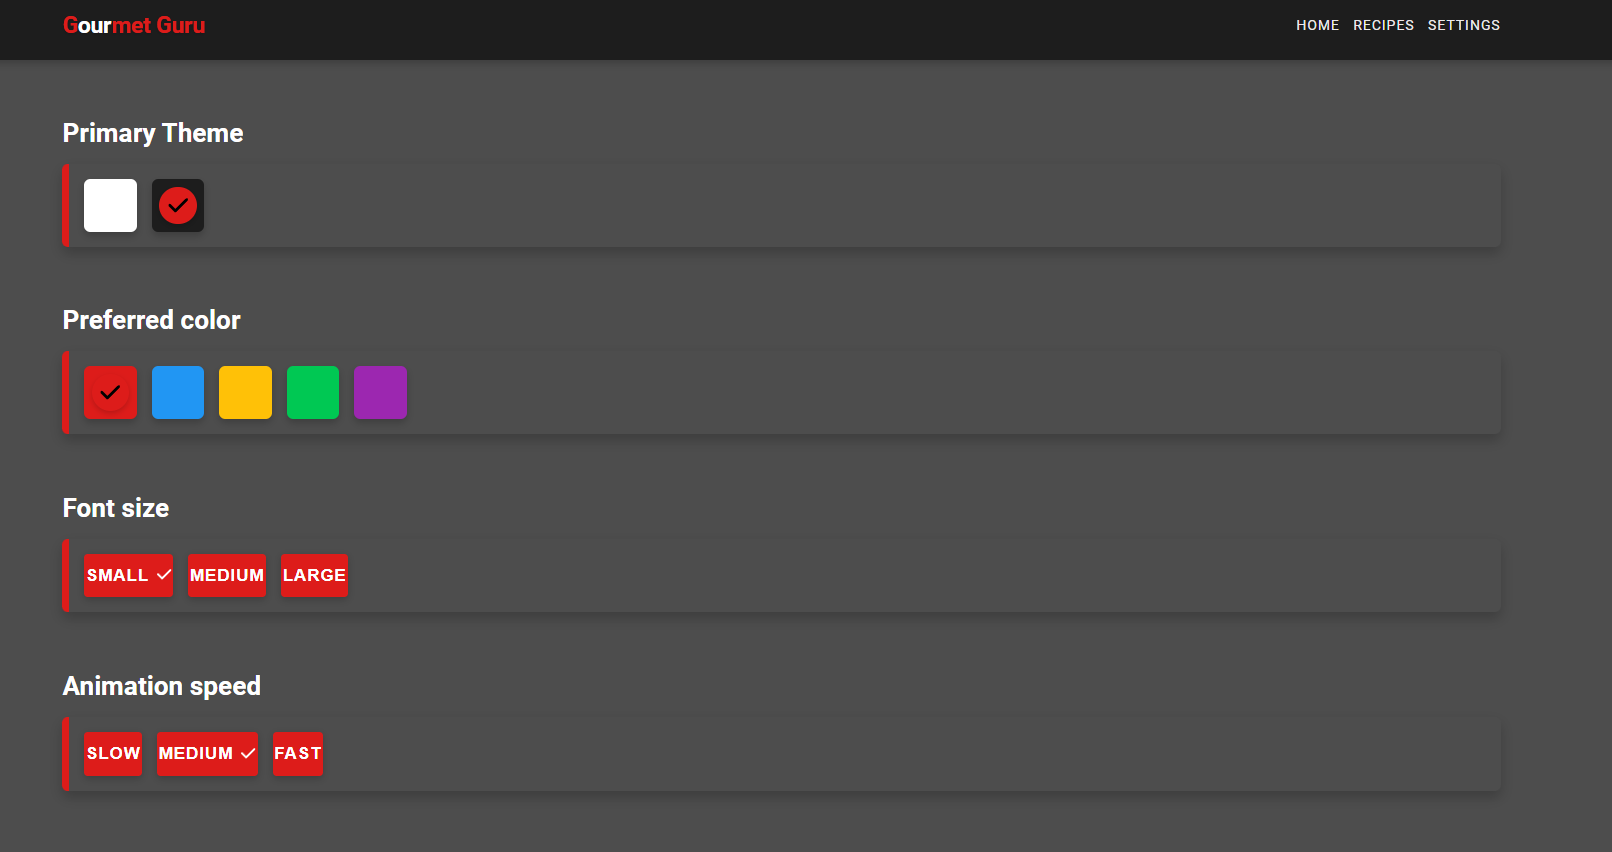 Gourmet Guru
HOME RECIPES SETTINGS
Primary Theme
Preferred color
Font size
SMALL MEDIUM LARGE
Animation speed
SLOW MEDIUM FAST